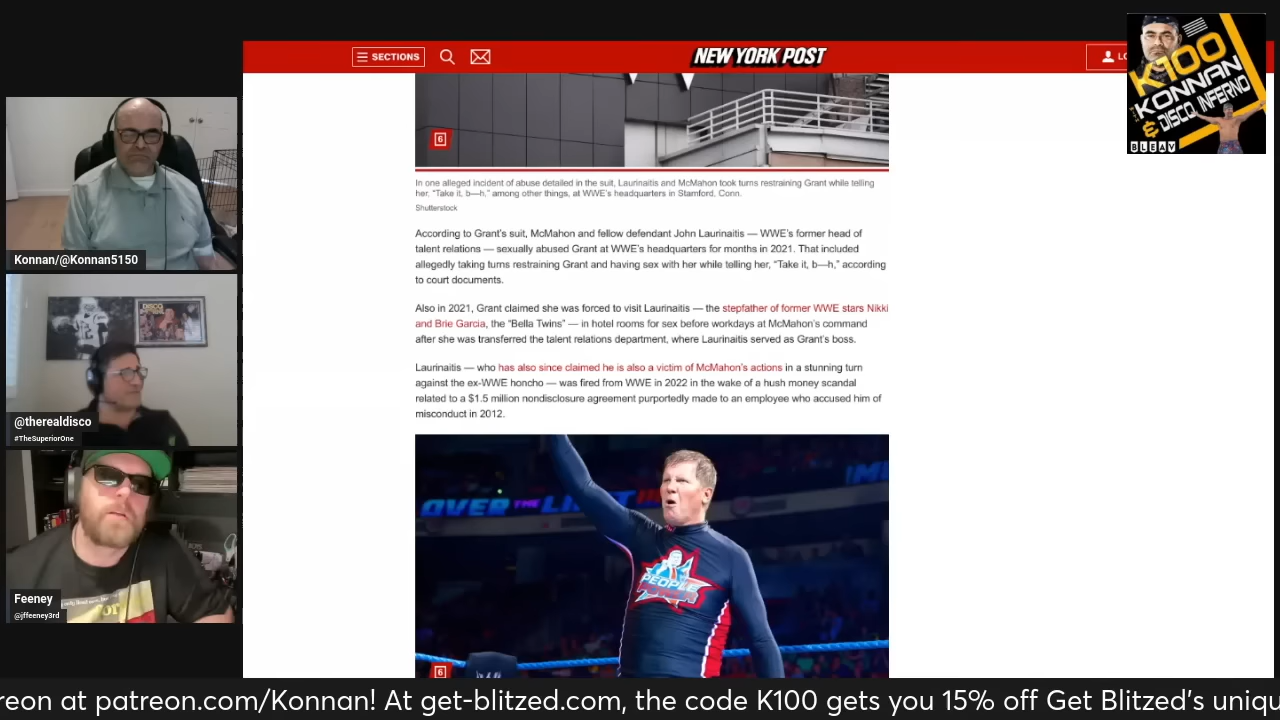 SECTIONS
NEW YORK POST
LO
K100
KONNAN
& DISCO INFERNO
BLEAV
6
In one alleged incident of abuse detailed in the suit, Laurinaitis and McMahon took turns restraining Grant while telling
her, “Take it, b—h,” among other things, at WWE’s headquarters in Stamford, Conn.
Shutterstock
According to Grant’s suit, McMahon and fellow defendant John Laurinaitis — WWE’s former head of
talent relations — sexually abused Grant at WWE’s headquarters for months in 2021. That included
allegedly taking turns restraining Grant and having sex with her while telling her, “Take it, b—h,” according
to court documents.
Also in 2021, Grant claimed she was forced to visit Laurinaitis — the stepfather of former WWE stars Nikki
and Brie Garcia, the “Bella Twins” — in hotel rooms for sex before workdays at McMahon’s command
after she was transferred the talent relations department, where Laurinaitis served as Grant’s boss.
Laurinaitis — who has also since claimed he is also a victim of McMahon’s actions in a stunning turn
against the ex-WWE honcho — was fired from WWE in 2022 in the wake of a hush money scandal
related to a $1.5 million nondisclosure agreement purportedly made to an employee who accused him of
misconduct in 2012.
OVER THE LIMIT
PEOPLE
POWER
6
Konnan/@Konnan5150
@therealdisco
#TheSuperiorOne
Feeney
@jffeeney3rd
reon at patreon.com/Konnan! At get-blitzed.com, the code K100 gets you 15% off Get Blitzed's uniqu